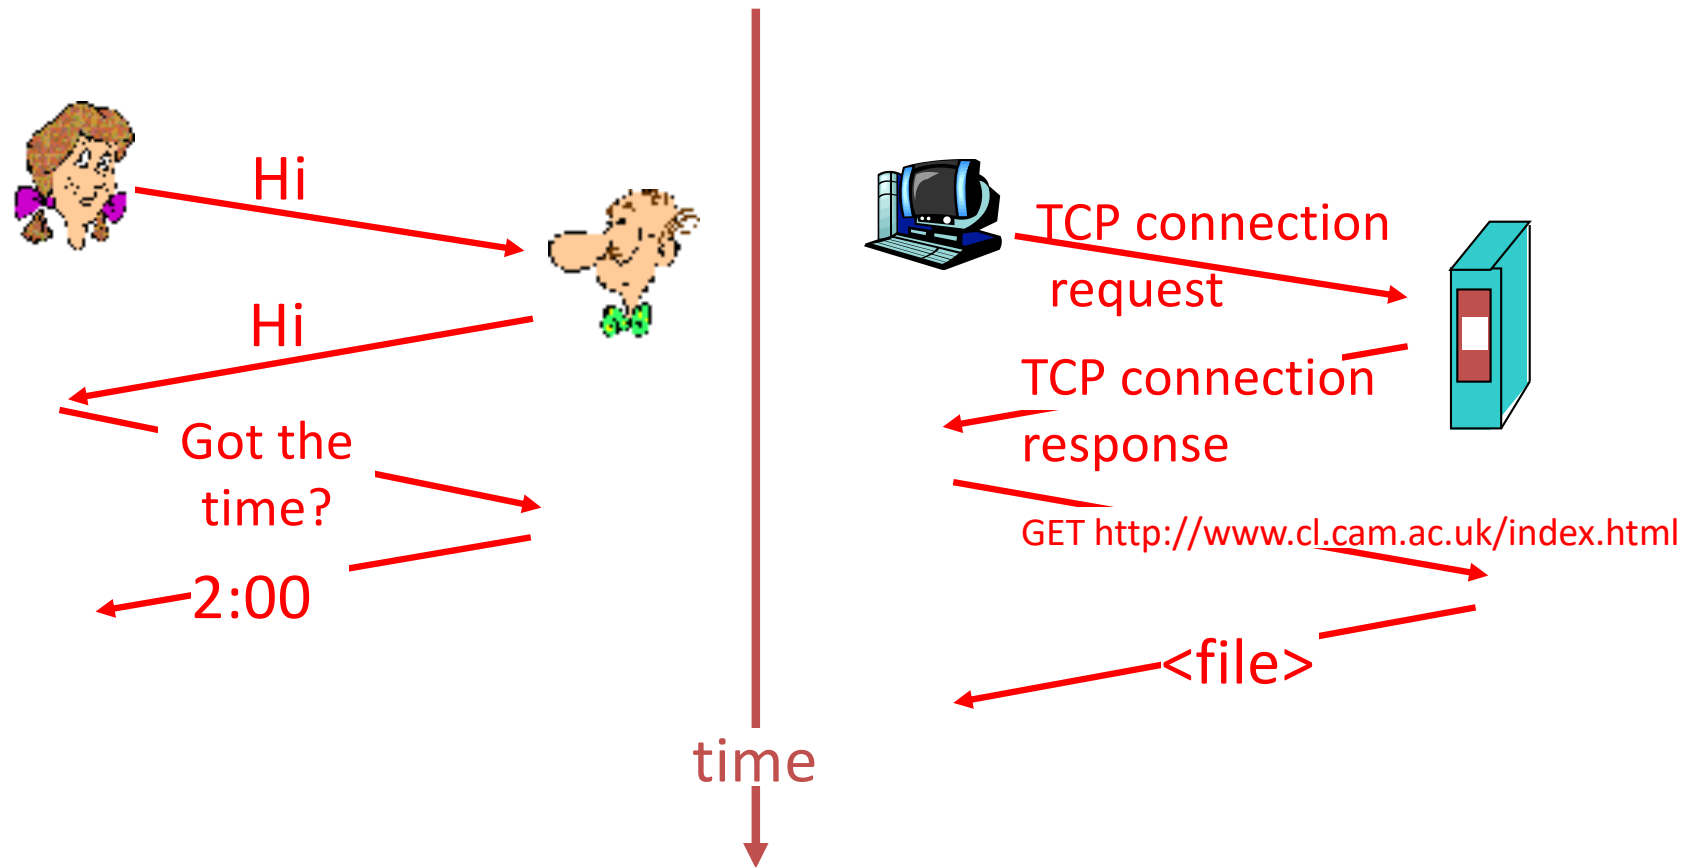 Hi
Hi
Got the
time?
2:00
time
TCP connection
request
TCP connection
response
GET http://www.cl.cam.ac.uk/index.html
<file>